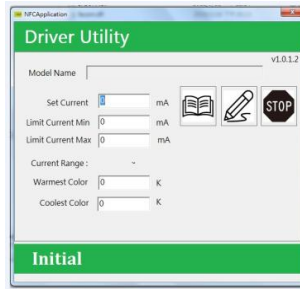 NFCApplication
Driver Utility
v1.0.1.2
Model Name
Set Current 0 mA
Limit Current Min 0 mA
Limit Current Max 0 mA
Current Range : ~
Warmest Color 0 K
Coolest Color 0 K
STOP
Initial